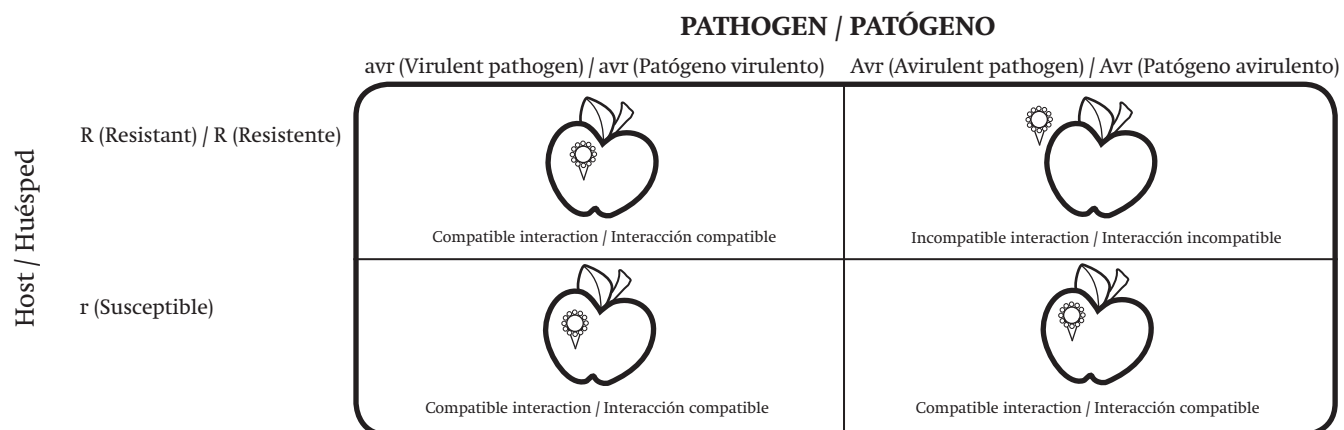 PATHOGEN / PATÓGENO
avr (Virulent pathogen) / avr (Patógeno virulento)
Avr (Avirulent pathogen) / Avr (Patógeno avirulento)
Host / Huésped
R (Resistant) / R (Resistente)
Compatible interaction / Interacción compatible
Incompatible interaction / Interacción incompatible
r (Susceptible)
Compatible interaction / Interacción compatible
Compatible interaction / Interacción compatible